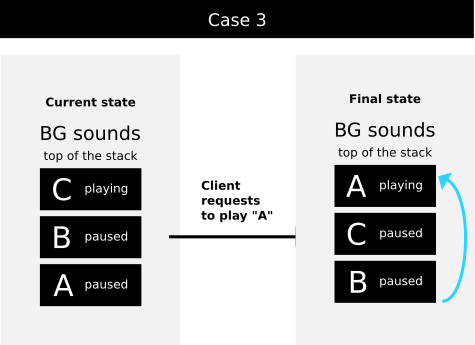 Case 3
Current state
BG sounds
top of the stack
C playing
B paused
A paused
Client
requests
to play "A"
Final state
BG sounds
top of the stack
A playing
C paused
B paused